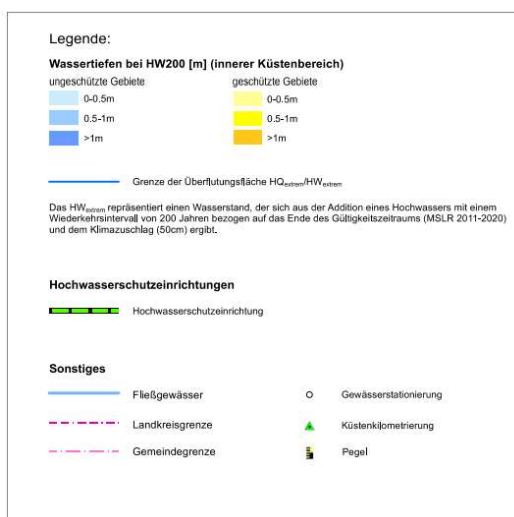 Legende:
Wassertiefen bei HW200 [m] (innerer Küstenbereich)
ungeschützte Gebiete geschützte Gebiete
0-0.5m 0-0.5m
0.5-1m 0.5-1m
>1m >1m
Grenze der Überflutungsfläche HQextrem/HWextrem
Das HWextrem repräsentiert einen Wasserstand, der sich aus der Addition eines Hochwassers mit einem
Wiederkehrsintervall von 200 Jahren bezogen auf das Ende des Gültigkeitszeitraums (MSLR 2011-2020)
und dem Klimazuschlag (50cm) ergibt.
Hochwasserschutzeinrichtungen
Hochwasserschutzeinrichtung
Sonstiges
Fließgewässer Gewässerstationierung
Landkreisgrenze Küstenkilometrierung
Gemeindegrenze Pegel